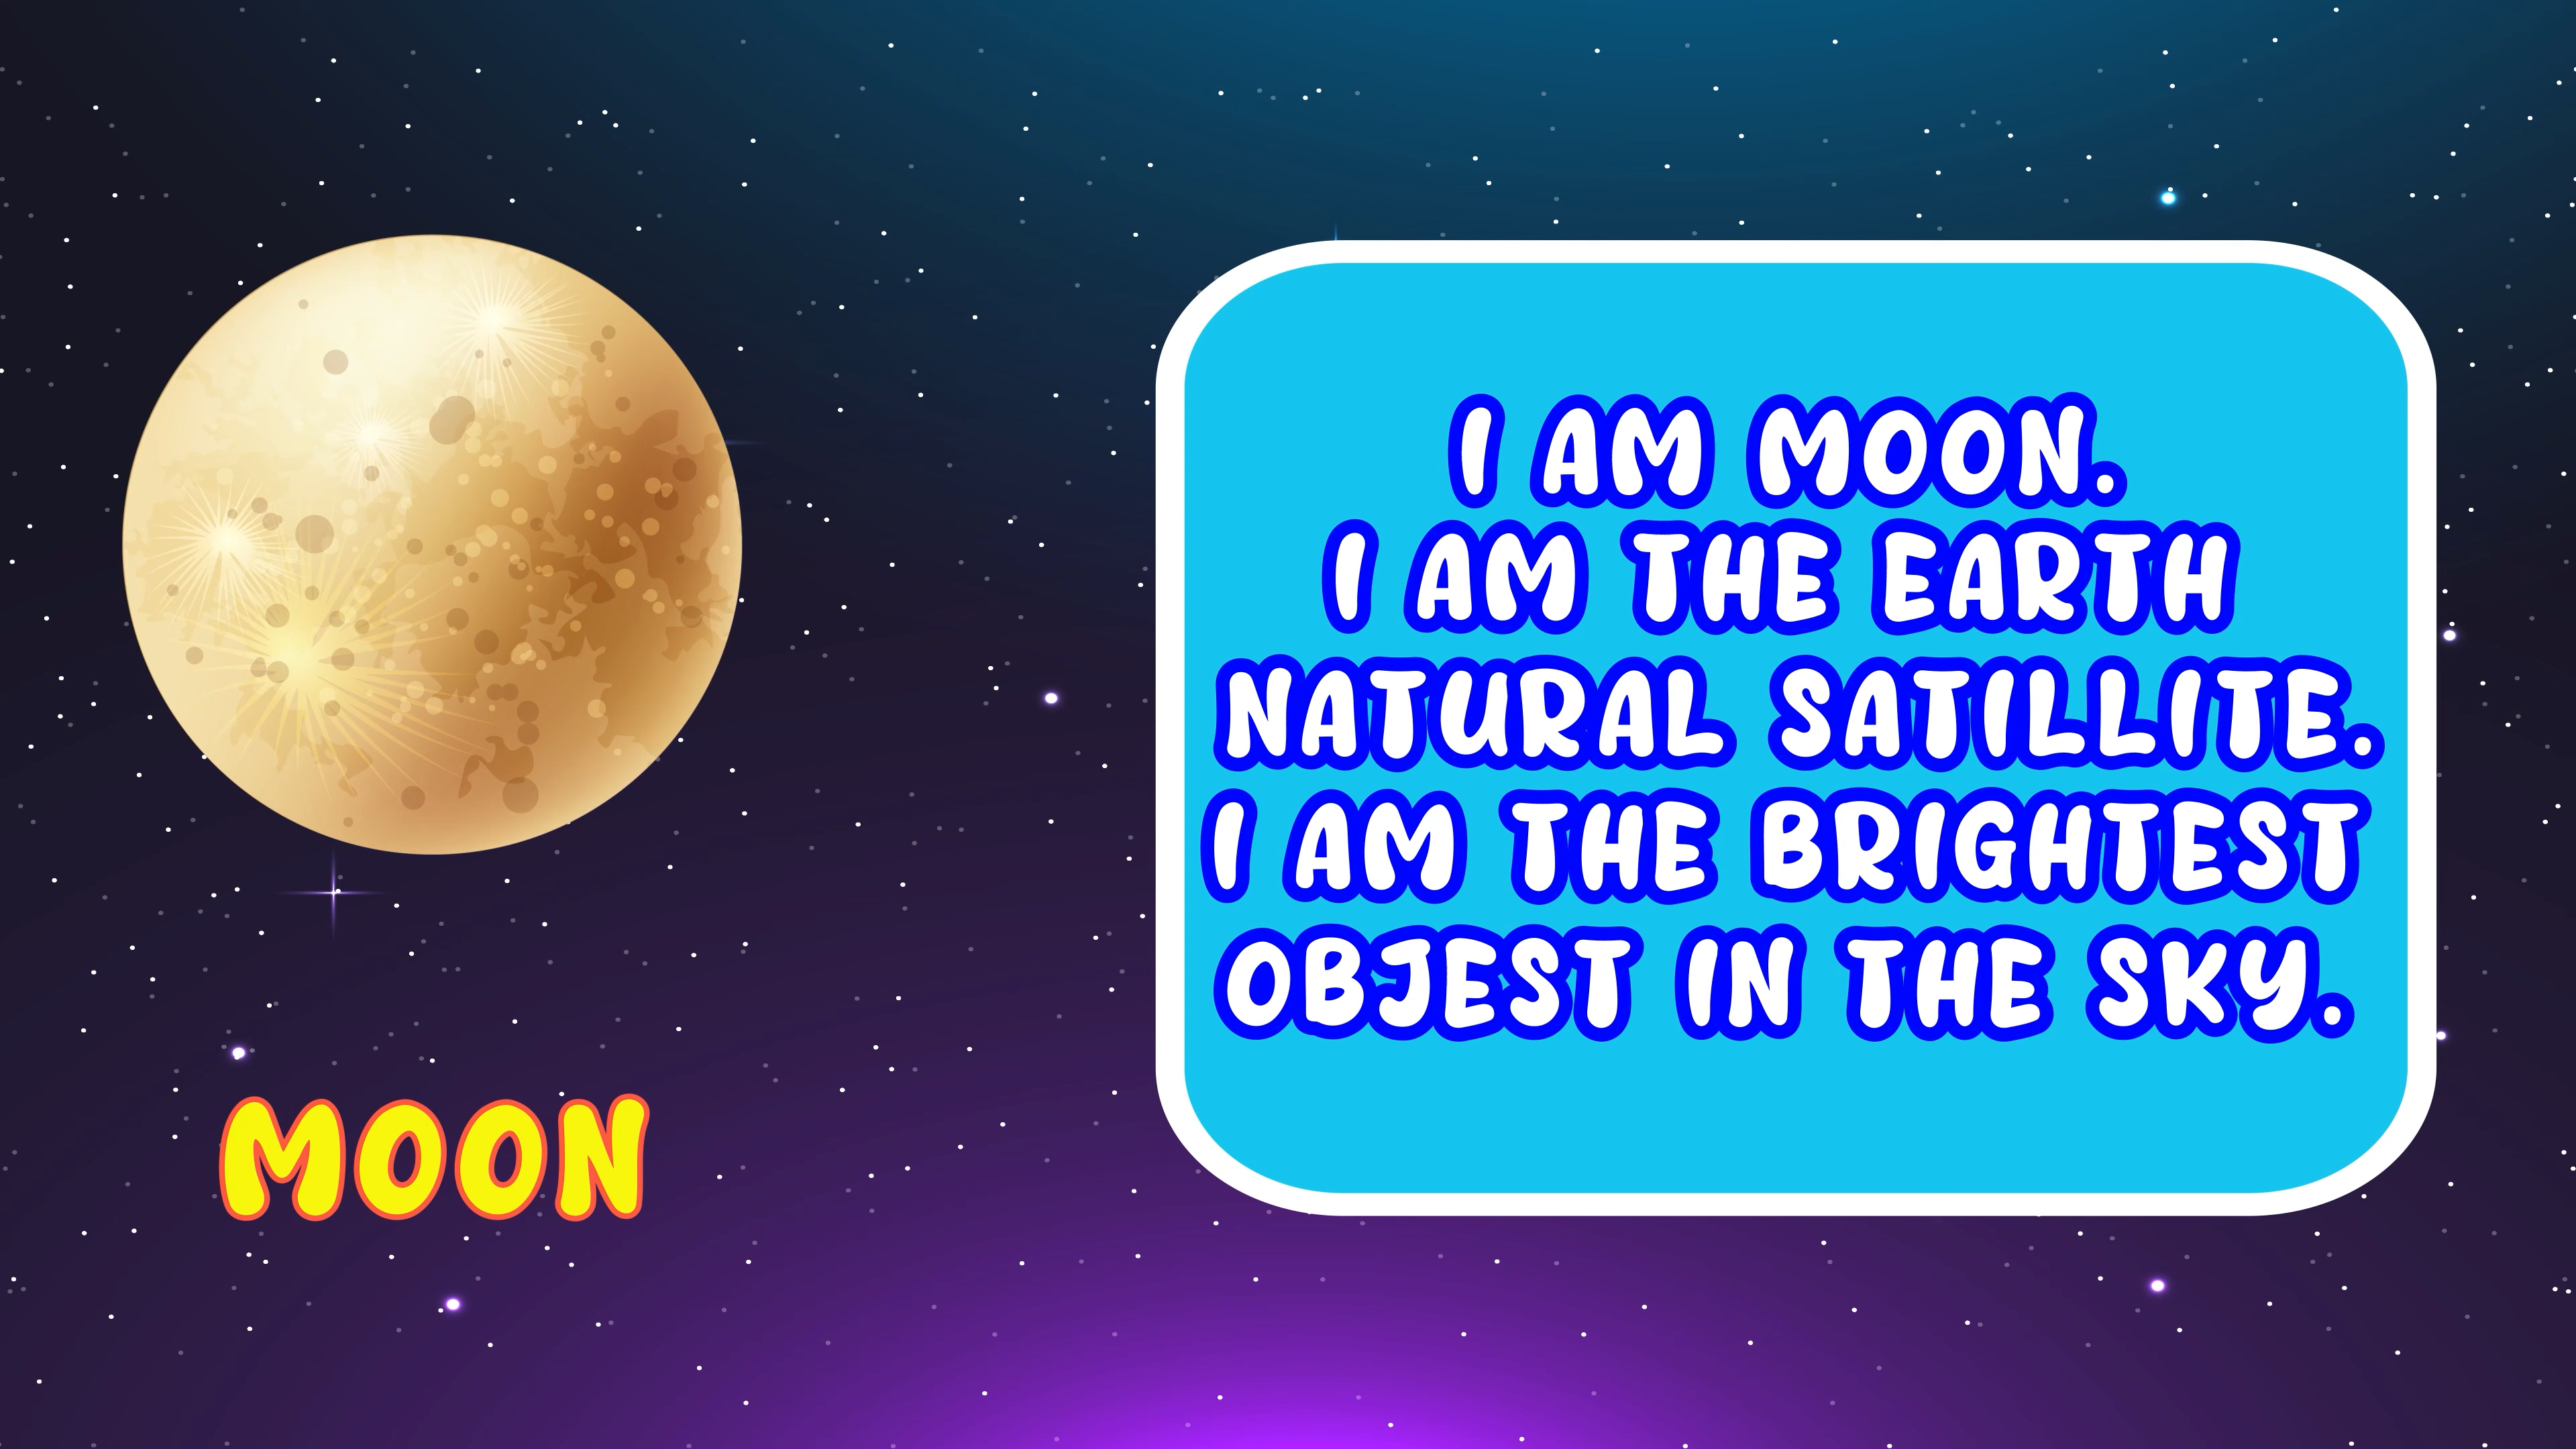 I AM MOON.
I AM THE EARTH
NATURAL SATILLITE.
I AM THE BRIGHTEST
OBJEST IN THE SKY.
MOON